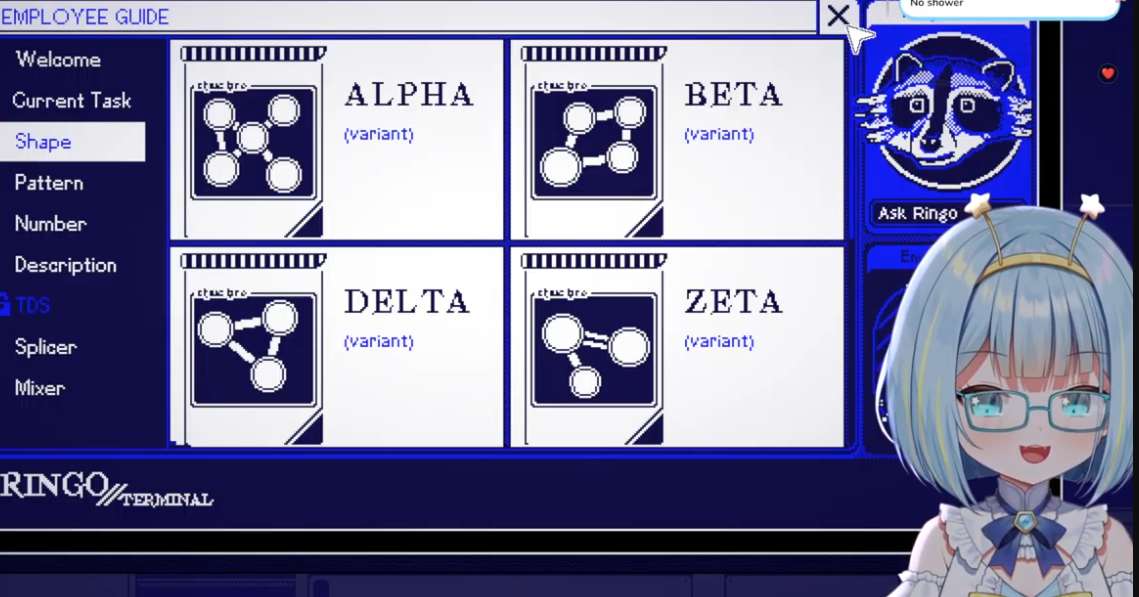 No shower
EMPLOYEE GUIDE
Welcome
Current Task
Shape
Pattern
Number
Description
TDS
Splicer
Mixer
ALPHA
(variant)
BETA
(variant)
DELTA
(variant)
ZETA
(variant)
Ask Ringo
RINGO//TERMINAL